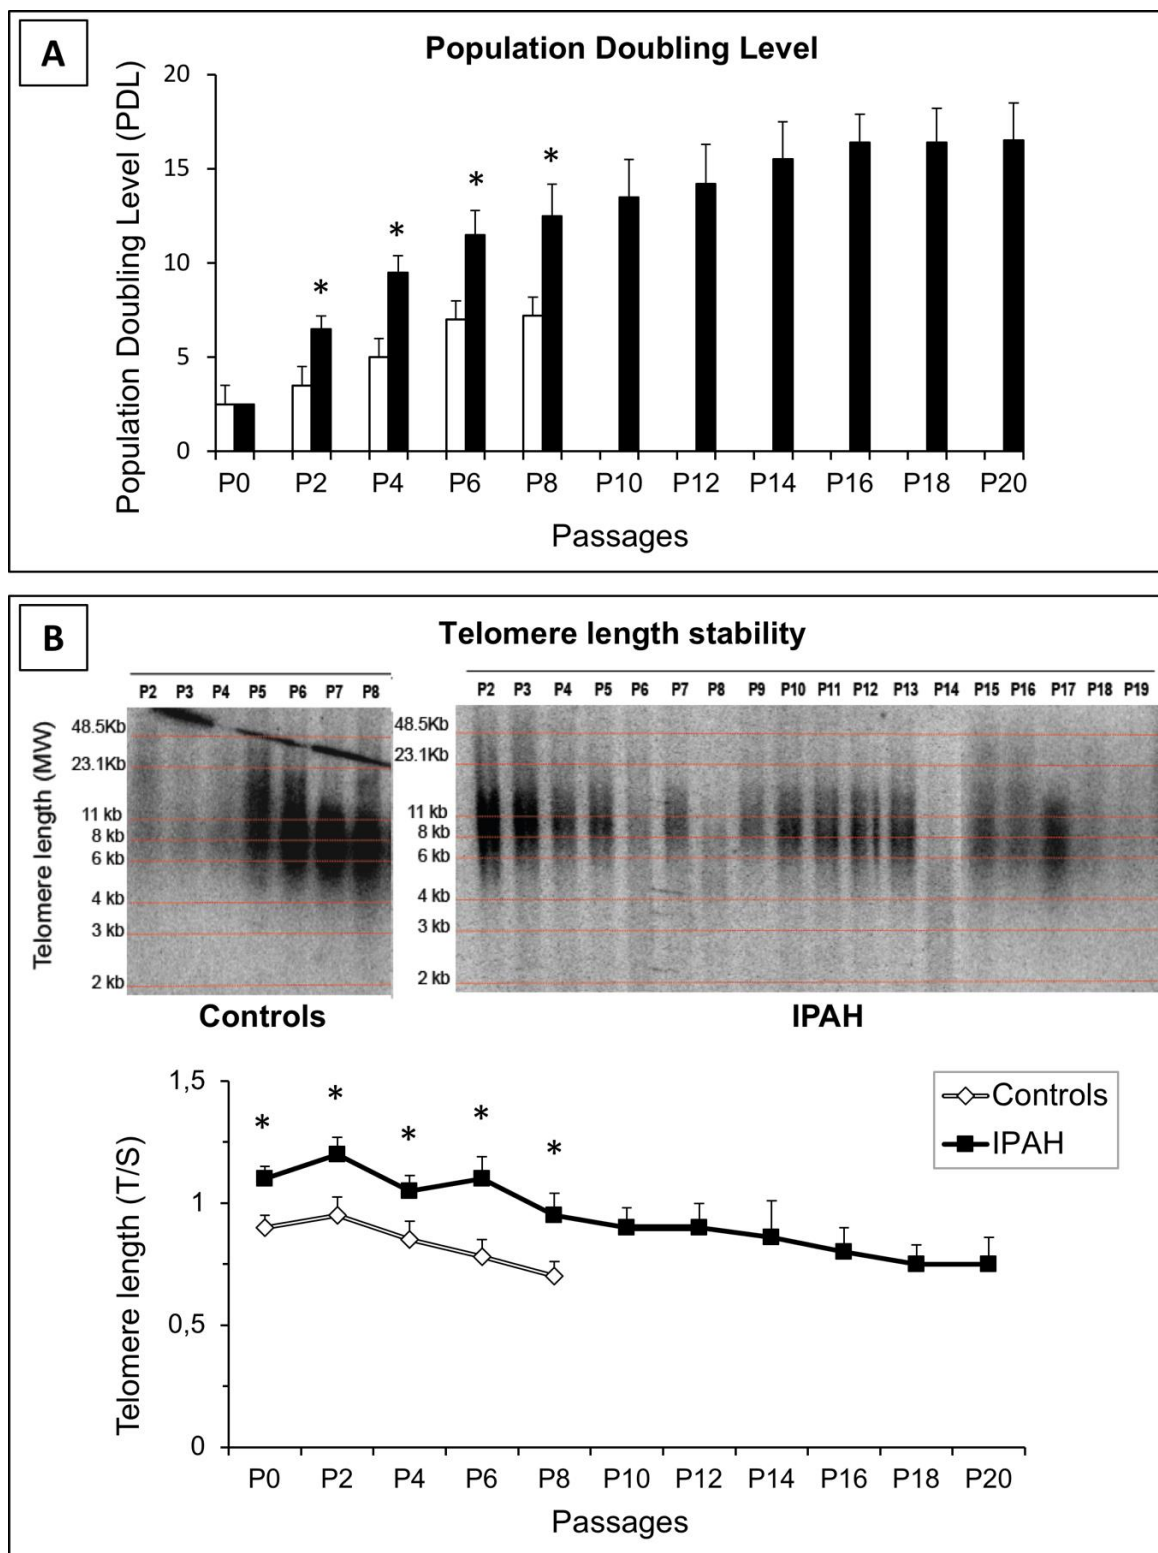 A
Population Doubling Level
Population Doubling Level (PDL)
20
15
10
5
0
* * * *
P0 P2 P4 P6 P8 P10 P12 P14 P16 P18 P20
Passages
B
Telomere length stability
P2 P3 P4 P5 P6 P7 P8
P2 P3 P4 P5 P6 P7 P8 P9 P10 P11 P12 P13 P14 P15 P16 P17 P18 P19
Telomere length (MW)
48.5Kb
23.1Kb
11 kb
8 kb
6 kb
4 kb
3 kb
2 kb
48.5Kb
23.1Kb
11 kb
8 kb
6 kb
4 kb
3 kb
2 kb
Controls
IPAH
Telomere length (T/S)
1,5
1
0,5
0
* * * * *
Controls
IPAH
P0 P2 P4 P6 P8 P10 P12 P14 P16 P18 P20
Passages